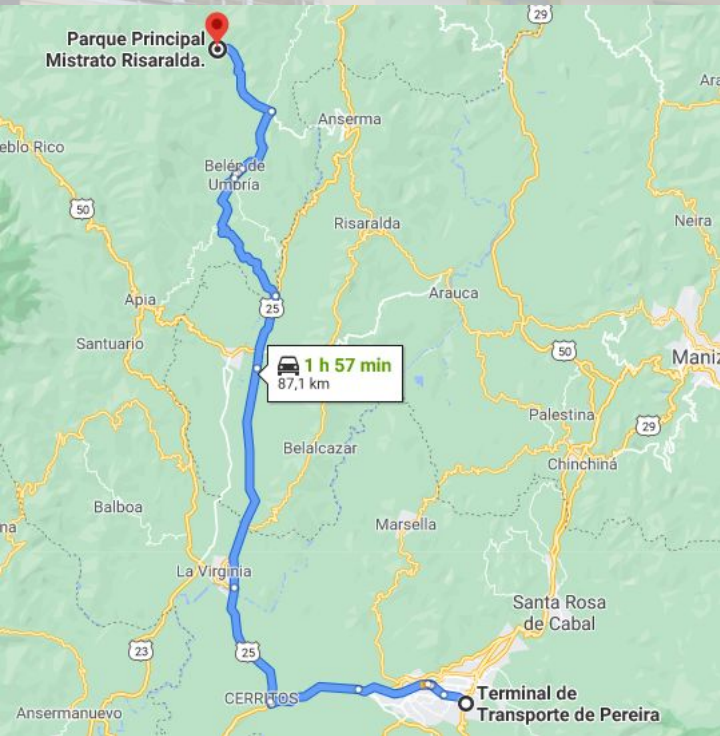 29
Parque Principal
Mistrato Risaralda.
Anserma
eblo Rico
Belén de
Umbría
50
Risaralda
Neira
Apia
Arauca
25
Santuario
1 h 57 min
87,1 km
50
Maniz
Palestina
29
Belalcazar
Chinchiná
Balboa
Marsella
La Virginia
Santa Rosa
de Cabal
23
25
CERRITOS
Terminal de
Transporte de Pereira
Ansermanuevo